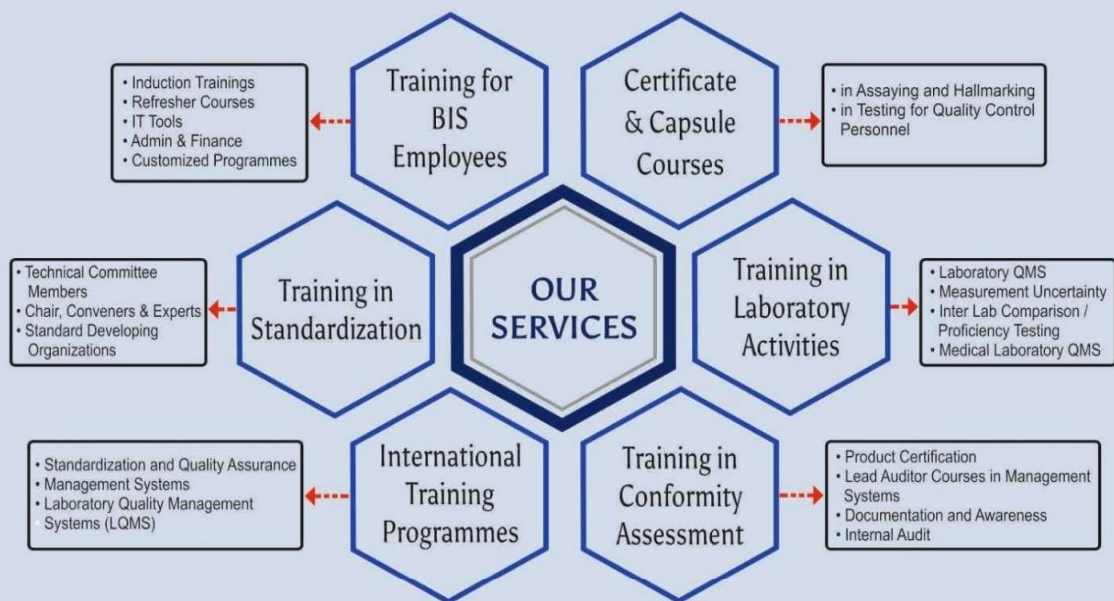 Training for
BIS
Employees
• Induction Trainings
• Refresher Courses
• IT Tools
• Admin & Finance
• Customized Programmes
Certificate
& Capsule
Courses
• in Assaying and Hallmarking
• in Testing for Quality Control
Personnel
Training in
Standardization
• Technical Committee
Members
• Chair, Conveners & Experts
• Standard Developing
Organizations
OUR
SERVICES
Training in
Laboratory
Activities
• Laboratory QMS
• Measurement Uncertainty
• Inter Lab Comparison /
Proficiency Testing
• Medical Laboratory QMS
International
Training
Programmes
• Standardization and Quality Assurance
• Management Systems
• Laboratory Quality Management
Systems (LQMS)
Training in
Conformity
Assessment
• Product Certification
• Lead Auditor Courses in Management
Systems
• Documentation and Awareness
• Internal Audit